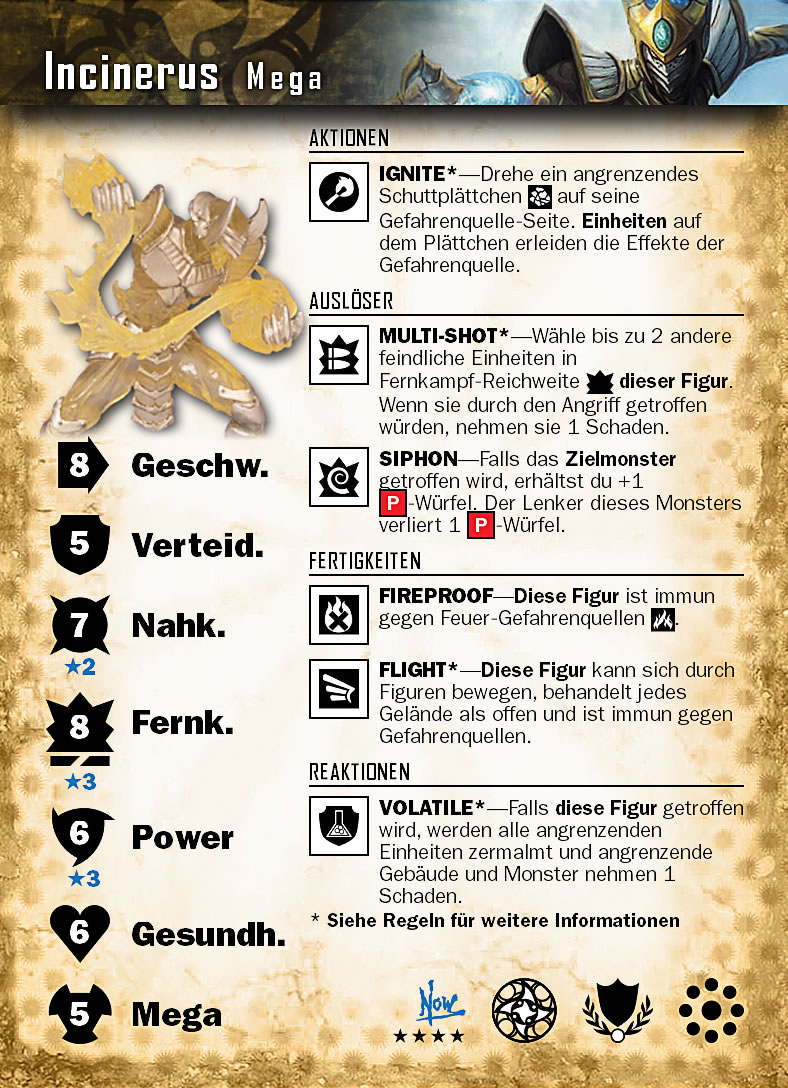 Incinerus Mega
AKTIONEN
IGNITE*—Drehe ein angrenzendes
Schuttplättchen auf seine
Gefahrenquelle-Seite. Einheiten auf
dem Plättchen erleiden die Effekte der
Gefahrenquelle.
AUSLÖSER
MULTI-SHOT*—Wähle bis zu 2 andere
feindliche Einheiten in
Fernkampf-Reichweite dieser Figur.
Wenn sie durch den Angriff getroffen
würden, nehmen sie 1 Schaden.
SIPHON—Falls das Zielmonster
getroffen wird, erhältst du +1
P-Würfel. Der Lenker dieses Monsters
verliert 1 P-Würfel.
FERTIGKEITEN
FIREPROOF—Diese Figur ist immun
gegen Feuer-Gefahrenquellen.
FLIGHT*—Diese Figur kann sich durch
Figuren bewegen, behandelt jedes
Gelände als offen und ist immun gegen
Gefahrenquellen.
REAKTIONEN
VOLATILE*—Falls diese Figur getroffen
wird, werden alle angrenzenden
Einheiten zermalmt und angrenzende
Gebäude und Monster nehmen 1
Schaden.
* Siehe Regeln für weitere Informationen
8 Geschw.
5 Verteid.
7 Nahk.
★2
8 Fernk.
★3
6 Power
★3
6 Gesundh.
5 Mega
Now
★★★★